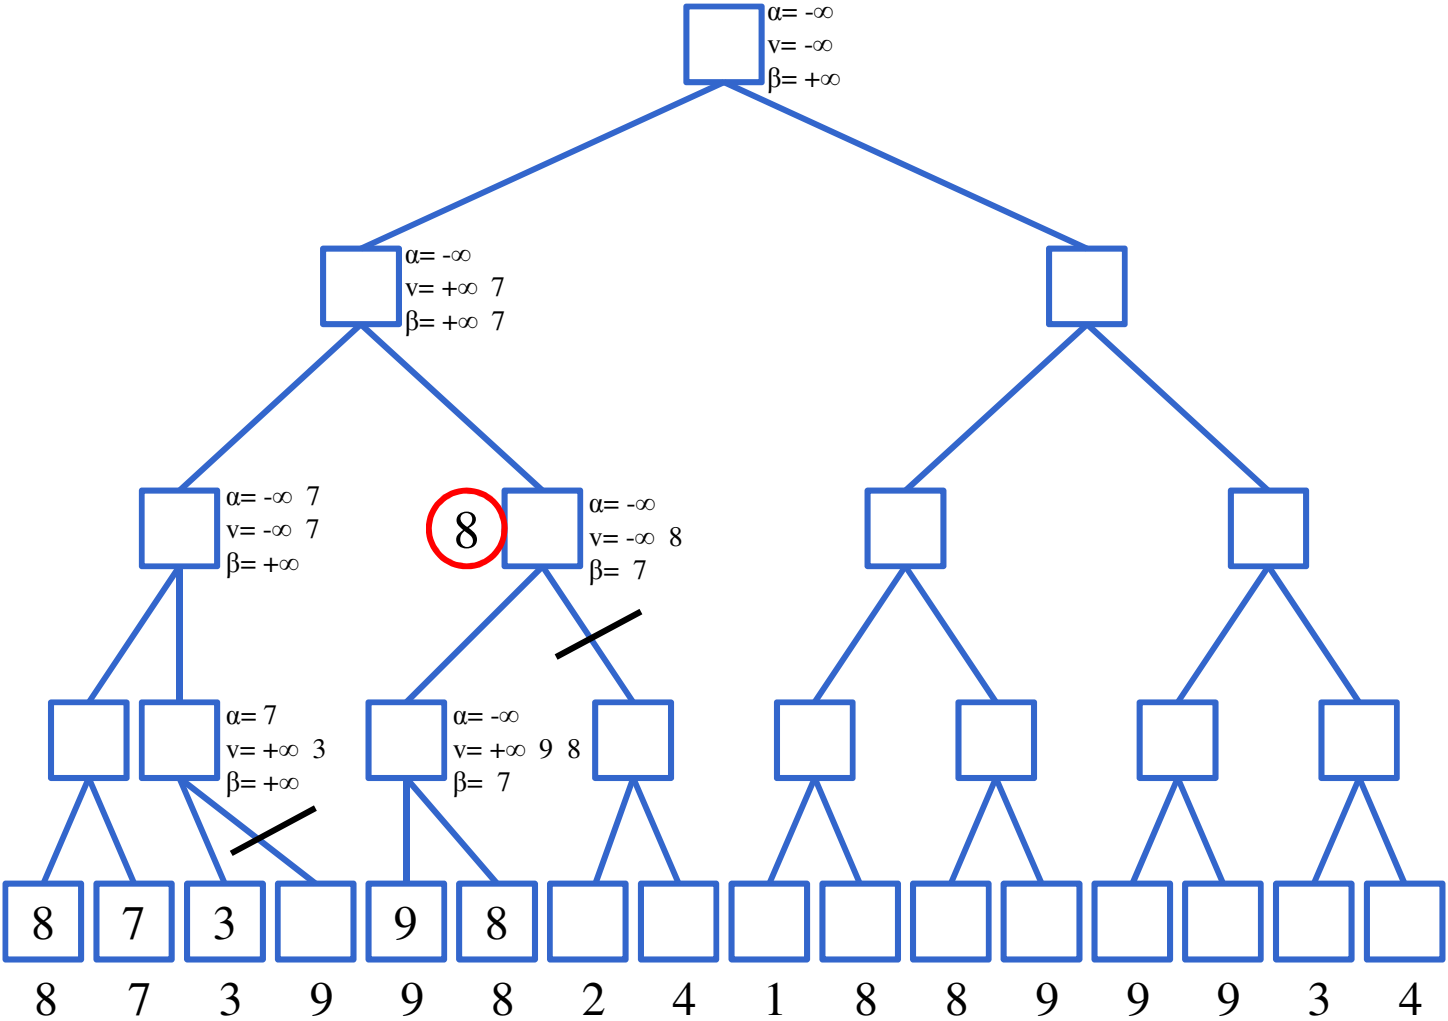 α= -∞
v= -∞
β= +∞
α= -∞
v= +∞ 7
β= +∞ 7
α= -∞ 7
v= -∞ 7
β= +∞
8
α= -∞
v= -∞ 8
β= 7
α= 7
v= +∞ 3
β= +∞
α= -∞
v= +∞ 9 8
β= 7
8 7 3 9 8
8 7 3 9 9 8 2 4 1 8 8 9 9 9 3 4